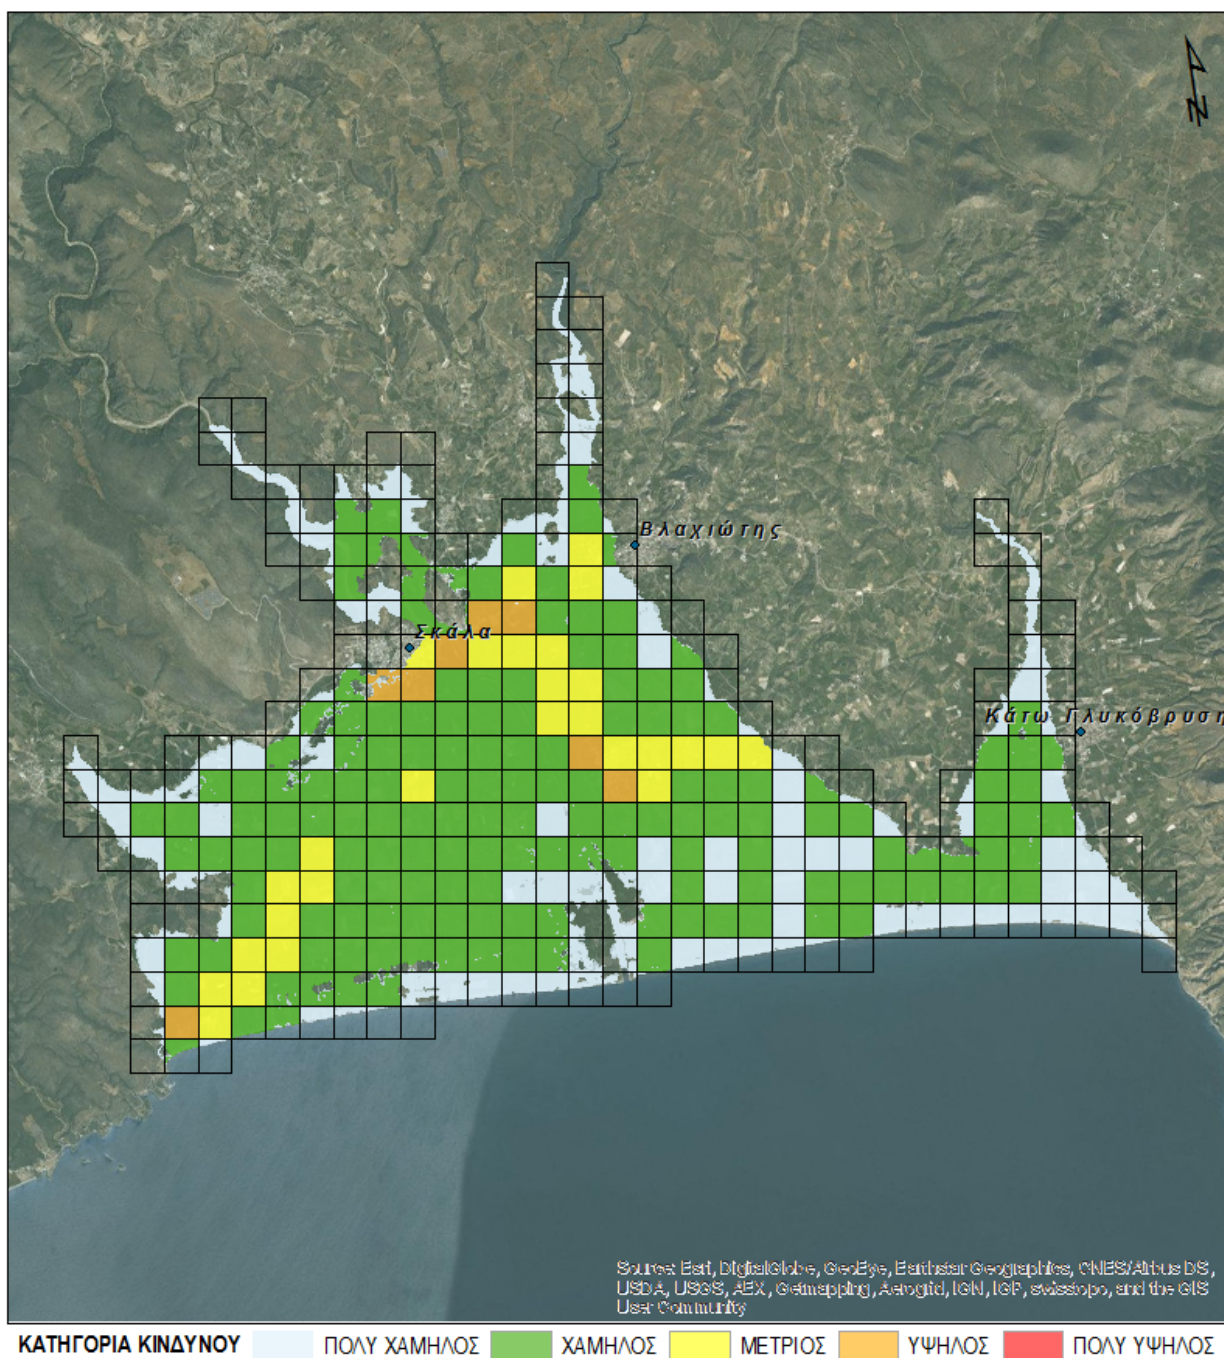 Βλαχιώτης
Σκάλα
Κάτω Γλυκόβρυση
Source: Esri, DigitalGlobe, GeoEye, Earthstar Geographics, CNES/Airbus DS,
USDA, USGS, AEX, Getmapping, Aerogrid, IGN, IGP, swisstopo, and the GIS
User Community
ΚΑΤΗΓΟΡΙΑ ΚΙΝΔΥΝΟΥ ΠΟΛΥ ΧΑΜΗΛΟΣ ΧΑΜΗΛΟΣ ΜΕΤΡΙΟΣ ΥΨΗΛΟΣ ΠΟΛΥ ΥΨΗΛΟΣ